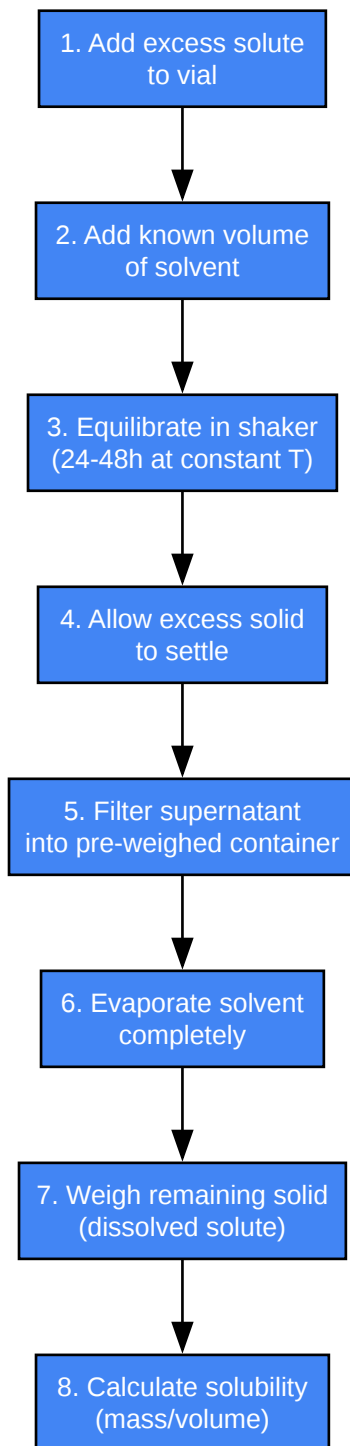 1. Add excess solute
to vial
2. Add known volume
of solvent
3. Equilibrate in shaker
(24-48h at constant T)
4. Allow excess solid
to settle
5. Filter supernatant
into pre-weighed container
6. Evaporate solvent
completely
7. Weigh remaining solid
(dissolved solute)
8. Calculate solubility
(mass/volume)